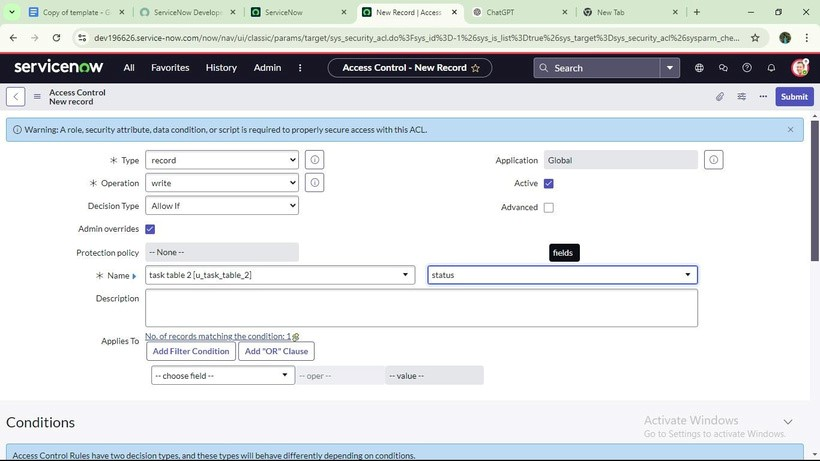 Copy of template - G
ServiceNow Develop
ServiceNow
New Record | Access
ChatGPT
New Tab
dev196626.service-now.com/now/nav/ui/classic/params/target/sys_security_acl.do%3Fsys_id%3D-1%26sys_is_list%3Dtrue%26sys_target%3Dsys_security_acl%26sysparm_che...
servicenow All Favorites History Admin Access Control - New Record Search
Access Control
New record
Submit
Warning: A role, security attribute, data condition, or script is required to properly secure access with this ACL.
Type record Application Global
Operation write Active
Decision Type Allow If Advanced
Admin overrides
Protection policy -- None -- fields
Name task table 2 [u_task_table_2] status
Description
No. of records matching the condition: 1
Applies To
Add Filter Condition Add "OR" Clause
-- choose field -- -- oper -- -- value --
Conditions
Activate Windows
Go to Settings to activate Windows.
Access Control Rules have two decision types, and these types will behave differently depending on conditions.